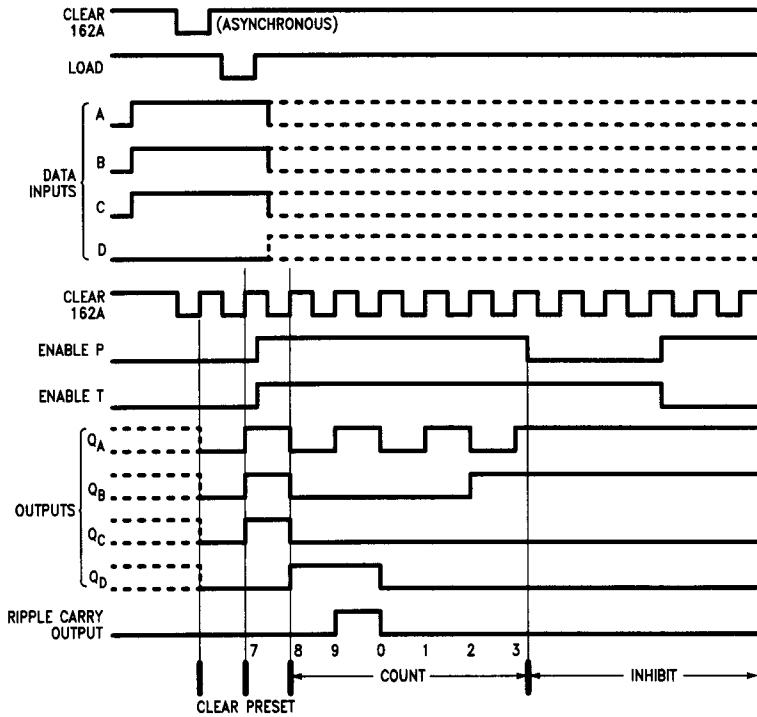 CLEAR
162A
(ASYNCHRONOUS)
LOAD
A
B
C
D
DATA
INPUTS
CLEAR
162A
ENABLE P
ENABLE T
QA
QB
QC
QD
OUTPUTS
RIPPLE CARRY
OUTPUT
7 8 9 0 1 2 3
COUNT
INHIBIT
CLEAR PRESET